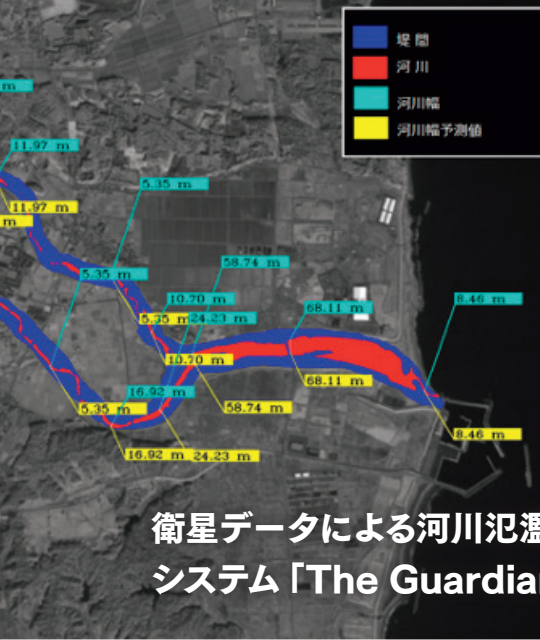 堤間
河川
河川幅
河川幅予測値
m
11.97 m
5.35 m
11.97 m
m
58.74 m
5.35 m
10.70 m
68.11 m
8.46 m
5.35 m
24.23 m
10.70 m
68.11 m
16.92 m
5.35 m
58.74 m
8.46 m
16.92 m
24.23 m
衛星データによる河川氾濫
システム「The Guardian